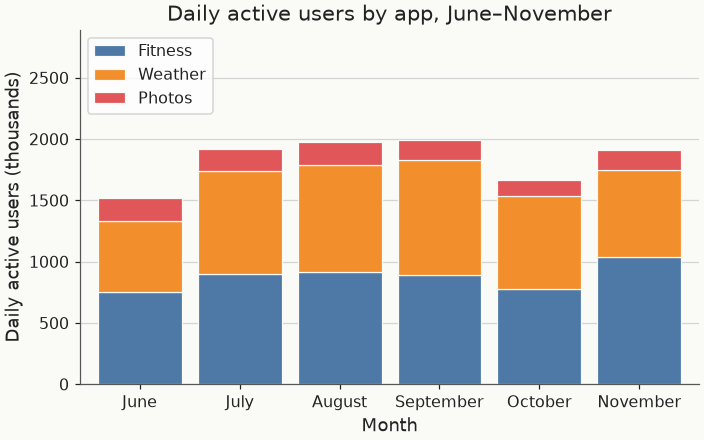 Daily active users by app, June–November
Fitness
Weather
Photos
Daily active users (thousands)
2500
2000
1500
1000
500
0
June July August September October November
Month